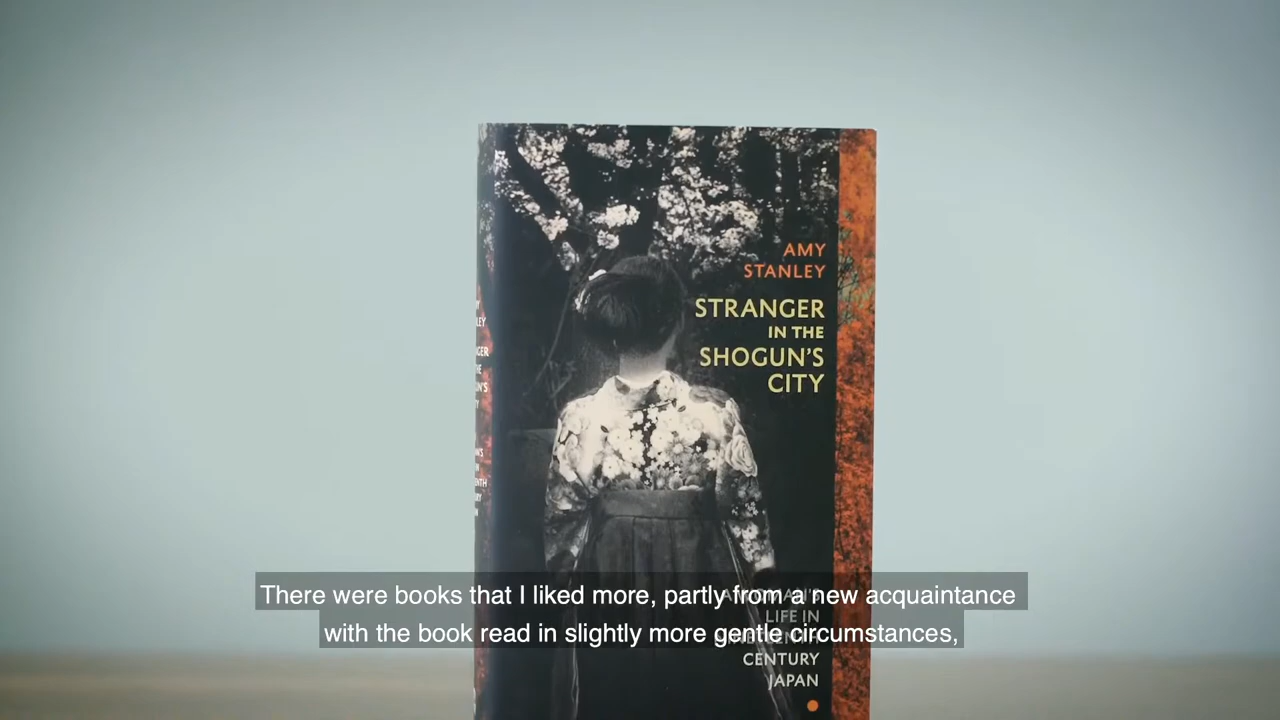 AMY
STANLEY
STRANGER
IN THE
SHOGUN'S
CITY
There were books that I liked more, partly from a new acquaintance
with the book read in slightly more gentle circumstances,
LIFE IN
CENTURY
JAPAN